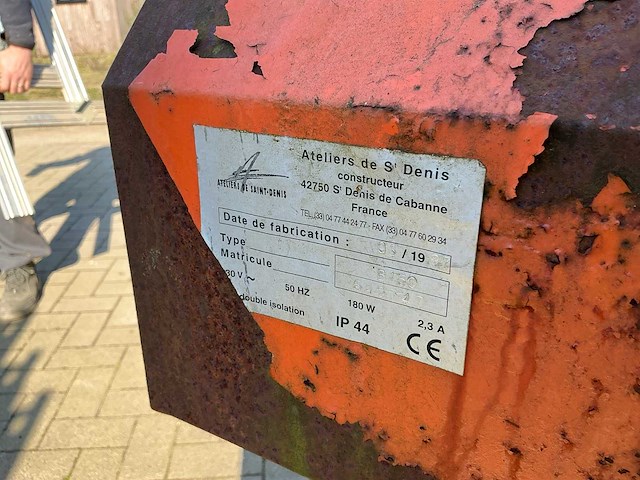 Ateliers de St Denis
constructeur
42750 St Denis de Cabanne
France
TEL.(33) 04 77 44 24 77 - FAX (33) 04 77 60 29 34
ATELIERS DE SAINT-DENIS
Date de fabrication : / 19
Type
Matricule
30 V ~ 50 HZ 180 W 2,3 A
double isolation IP 44 CE